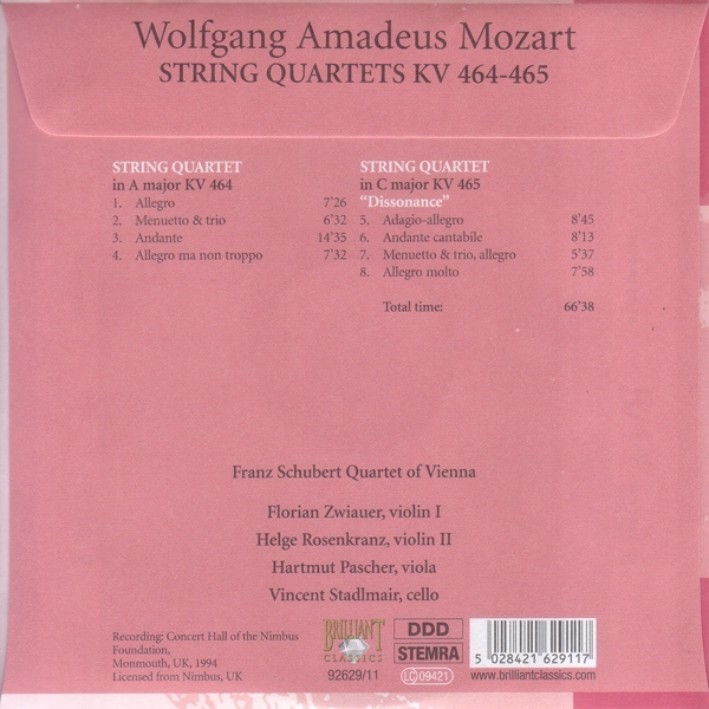 Wolfgang Amadeus Mozart
STRING QUARTETS KV 464-465
STRING QUARTET
in A major KV 464
1. Allegro 7'26
2. Menuetto & trio 6'32
3. Andante 14'35
4. Allegro ma non troppo 7'32
STRING QUARTET
in C major KV 465
“Dissonance”
5. Adagio-allegro 8'45
6. Andante cantabile 8'13
7. Menuetto & trio, allegro 5'37
8. Allegro molto 7'58
Total time: 66'38
Franz Schubert Quartet of Vienna
Florian Zwiauer, violin I
Helge Rosenkranz, violin II
Hartmut Pascher, viola
Vincent Stadlmair, cello
Recording: Concert Hall of the Nimbus
Foundation,
Monmouth, UK, 1994
Licensed from Nimbus, UK
BRILLIANT
CLASSICS
92629/11
DDD
STEMRA
LC 09421
5 028421 629117
www.brilliantclassics.com